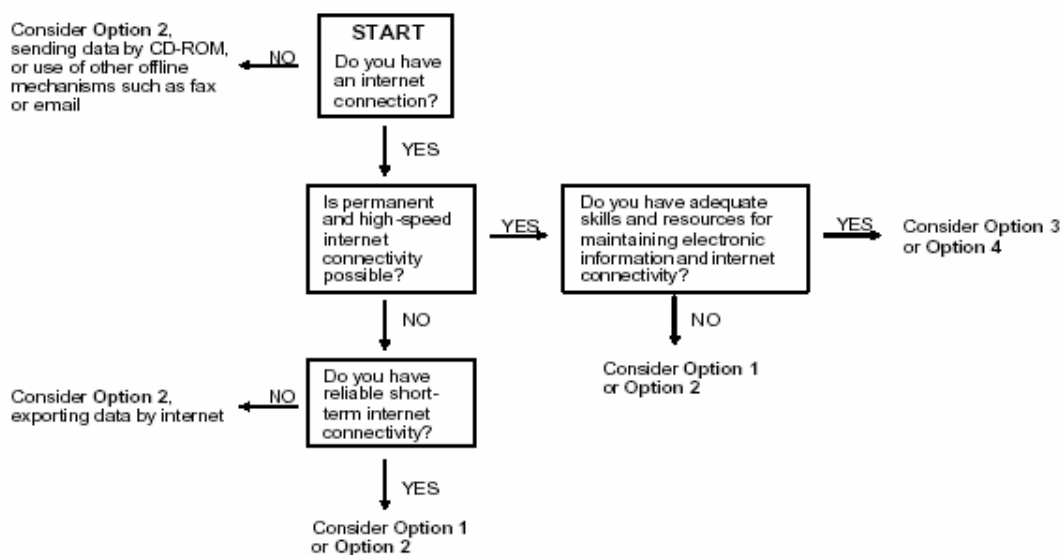 START
Do you have
an internet
connection?
NO
Consider Option 2,
sending data by CD-ROM,
or use of other offline
mechanisms such as fax
or email
YES
Is permanent
and high-speed
internet
connectivity
possible?
YES
Do you have adequate
skills and resources for
maintaining electronic
information and internet
connectivity?
YES
Consider Option 3
or Option 4
NO
Consider Option 1
or Option 2
NO
Do you have
reliable short-
term internet
connectivity?
NO
Consider Option 2,
exporting data by internet
YES
Consider Option 1
or Option 2